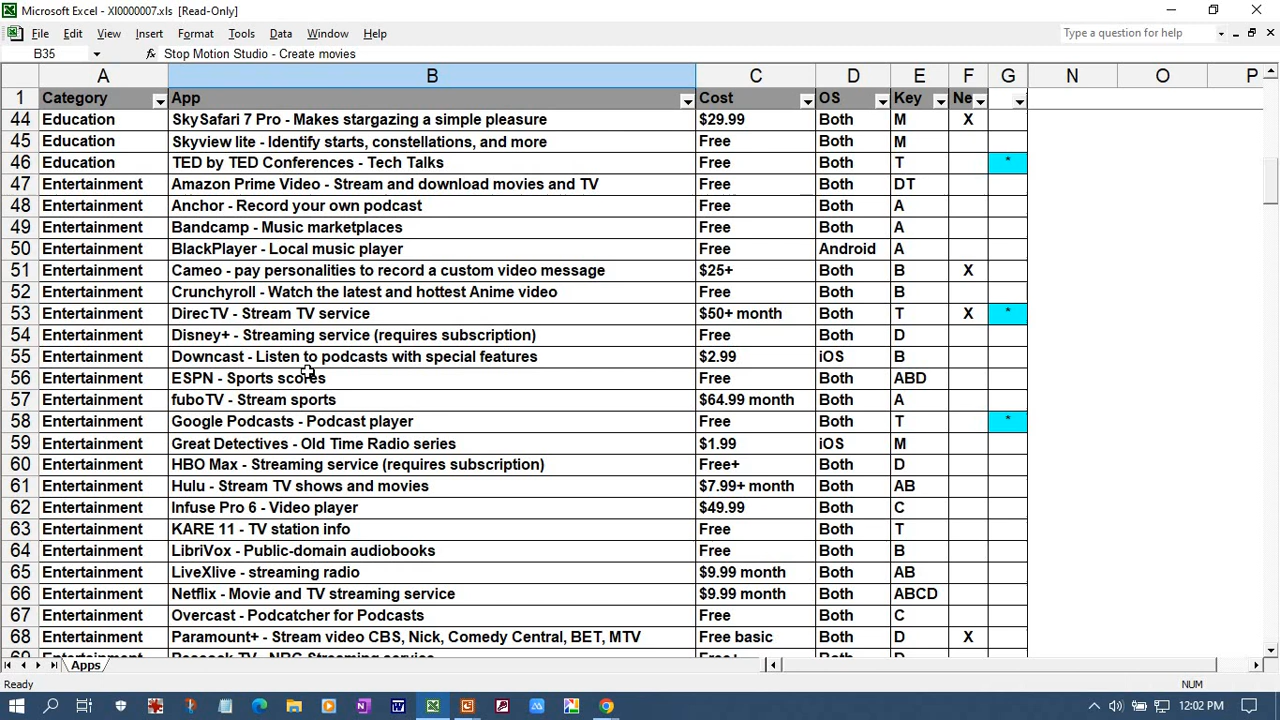 Microsoft Excel - XI0000007.xls [Read-Only]
File Edit View Insert Format Tools Data Window Help Type a question for help
B35 fx Stop Motion Studio - Create movies
A B C D E F G N O P
1 Category App Cost OS Key Ne
44 Education SkySafari 7 Pro - Makes stargazing a simple pleasure $29.99 Both M X
45 Education Skyview lite - Identify starts, constellations, and more Free Both M
46 Education TED by TED Conferences - Tech Talks Free Both T *
47 Entertainment Amazon Prime Video - Stream and download movies and TV Free Both DT
48 Entertainment Anchor - Record your own podcast Free Both A
49 Entertainment Bandcamp - Music marketplaces Free Both A
50 Entertainment BlackPlayer - Local music player Free Android A
51 Entertainment Cameo - pay personalities to record a custom video message $25+ Both B X
52 Entertainment Crunchyroll - Watch the latest and hottest Anime video Free Both B
53 Entertainment DirecTV - Stream TV service $50+ month Both T X *
54 Entertainment Disney+ - Streaming service (requires subscription) Free Both D
55 Entertainment Downcast - Listen to podcasts with special features $2.99 iOS B
56 Entertainment ESPN - Sports scores Free Both ABD
57 Entertainment fuboTV - Stream sports $64.99 month Both A
58 Entertainment Google Podcasts - Podcast player Free Both T *
59 Entertainment Great Detectives - Old Time Radio series $1.99 iOS M
60 Entertainment HBO Max - Streaming service (requires subscription) Free+ Both D
61 Entertainment Hulu - Stream TV shows and movies $7.99+ month Both AB
62 Entertainment Infuse Pro 6 - Video player $49.99 Both C
63 Entertainment KARE 11 - TV station info Free Both T
64 Entertainment LibriVox - Public-domain audiobooks Free Both B
65 Entertainment LiveXlive - streaming radio $9.99 month Both AB
66 Entertainment Netflix - Movie and TV streaming service $9.99 month Both ABCD
67 Entertainment Overcast - Podcatcher for Podcasts Free Both C
68 Entertainment Paramount+ - Stream video CBS, Nick, Comedy Central, BET, MTV Free basic Both D X
Apps
Ready NUM
12:02 PM